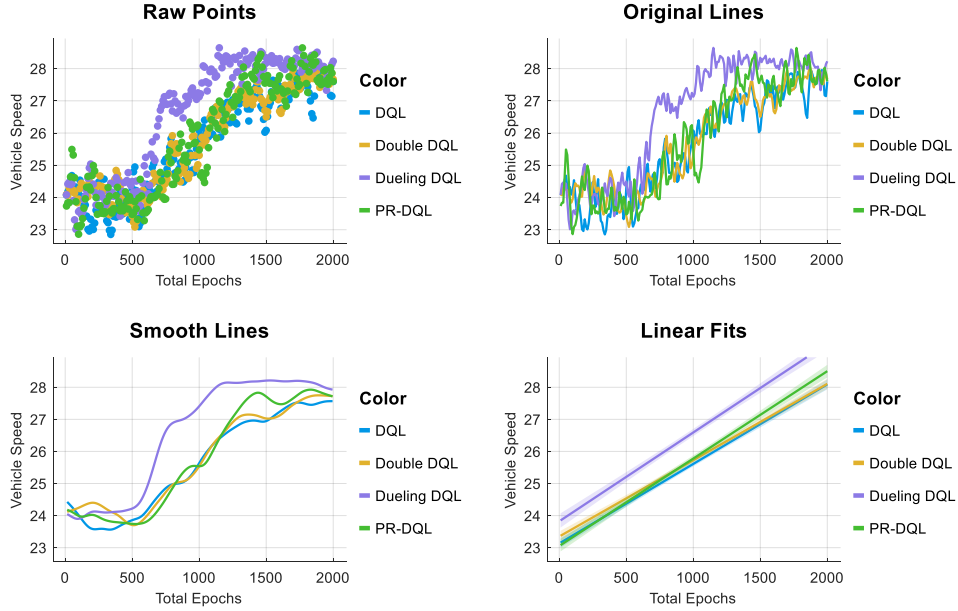 Raw Points
Vehicle Speed
28
27
26
25
24
23
0 500 1000 1500 2000
Total Epochs
Color
DQL
Double DQL
Dueling DQL
PR-DQL
Original Lines
Vehicle Speed
28
27
26
25
24
23
0 500 1000 1500 2000
Total Epochs
Color
DQL
Double DQL
Dueling DQL
PR-DQL
Smooth Lines
Vehicle Speed
28
27
26
25
24
23
0 500 1000 1500 2000
Total Epochs
Color
DQL
Double DQL
Dueling DQL
PR-DQL
Linear Fits
Vehicle Speed
28
27
26
25
24
23
0 500 1000 1500 2000
Total Epochs
Color
DQL
Double DQL
Dueling DQL
PR-DQL